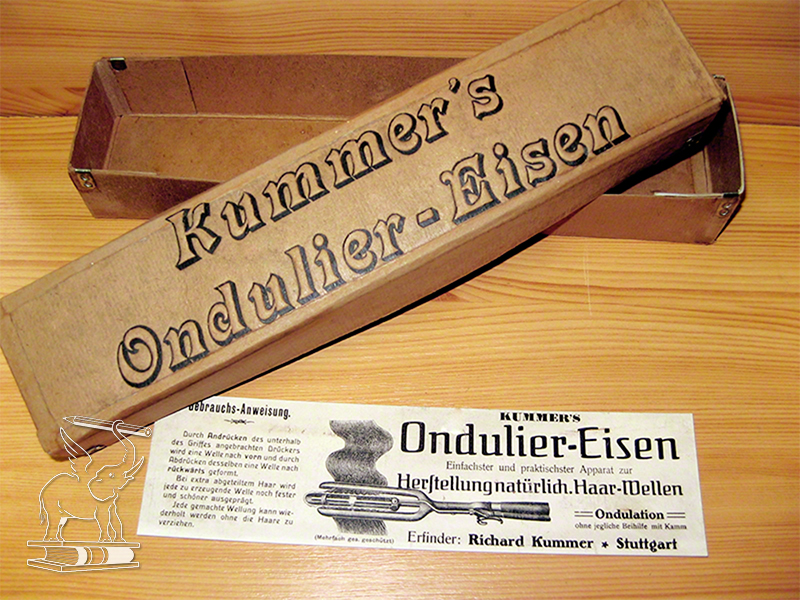 Kummer's
Ondulier-Eisen
Gebrauchs-Anweisung.
Durch Andrücken des unterhalb
des Griffes angebrachten Drückers
wird eine Welle nach vorn und durch
Abdrücken desselben eine Welle nach
rückwärts geformt.
Bei extra abgeteiltem Haar wird
jede zu erzeugende Welle noch fester
und schöner ausgeprägt.
Jede gemachte Wellung kann wie-
derholt werden ohne die Haare zu
verziehen.
(Mehrfach ges. geschützt)
KUMMER'S
Ondulier-Eisen
Einfachster und praktischster Apparat zur
Herstellung natürlich. Haar-Wellen
Ondulation
ohne jegliche Beihilfe mit Kamm
Erfinder: Richard Kummer ★ Stuttgart